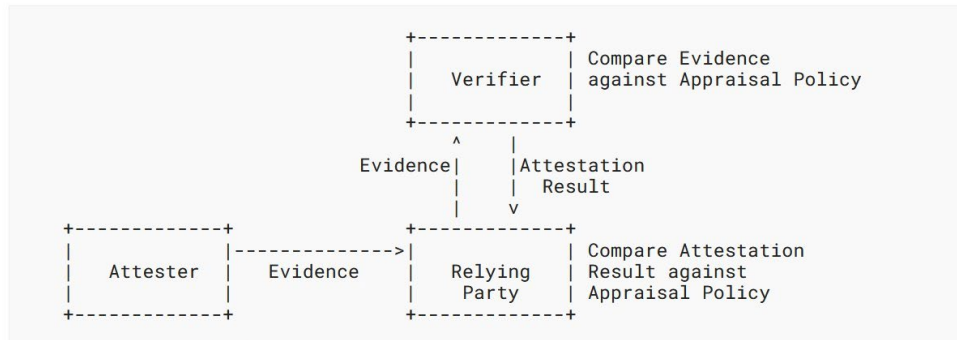 Verifier
Compare Evidence
against Appraisal Policy
Evidence
Attestation
Result
Attester
Evidence
Relying
Party
Compare Attestation
Result against
Appraisal Policy